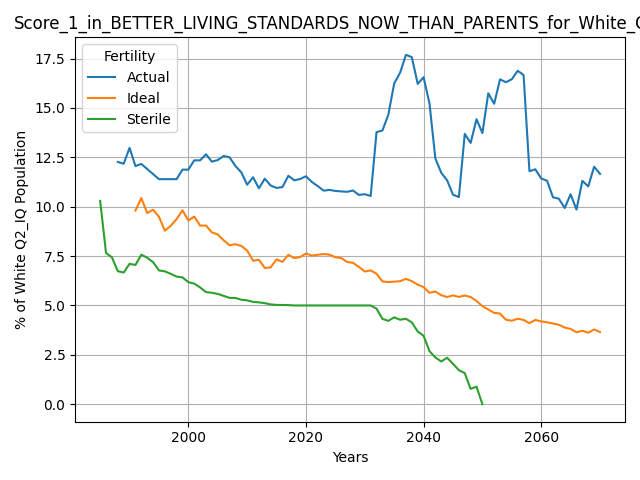 Score_1_in_BETTER_LIVING_STANDARDS_NOW_THAN_PARENTS_for_White_
Fertility
Actual
Ideal
Sterile
% of White Q2_IQ Population
17.5
15.0
12.5
10.0
7.5
5.0
2.5
0.0
2000
2020
2040
2060
Years